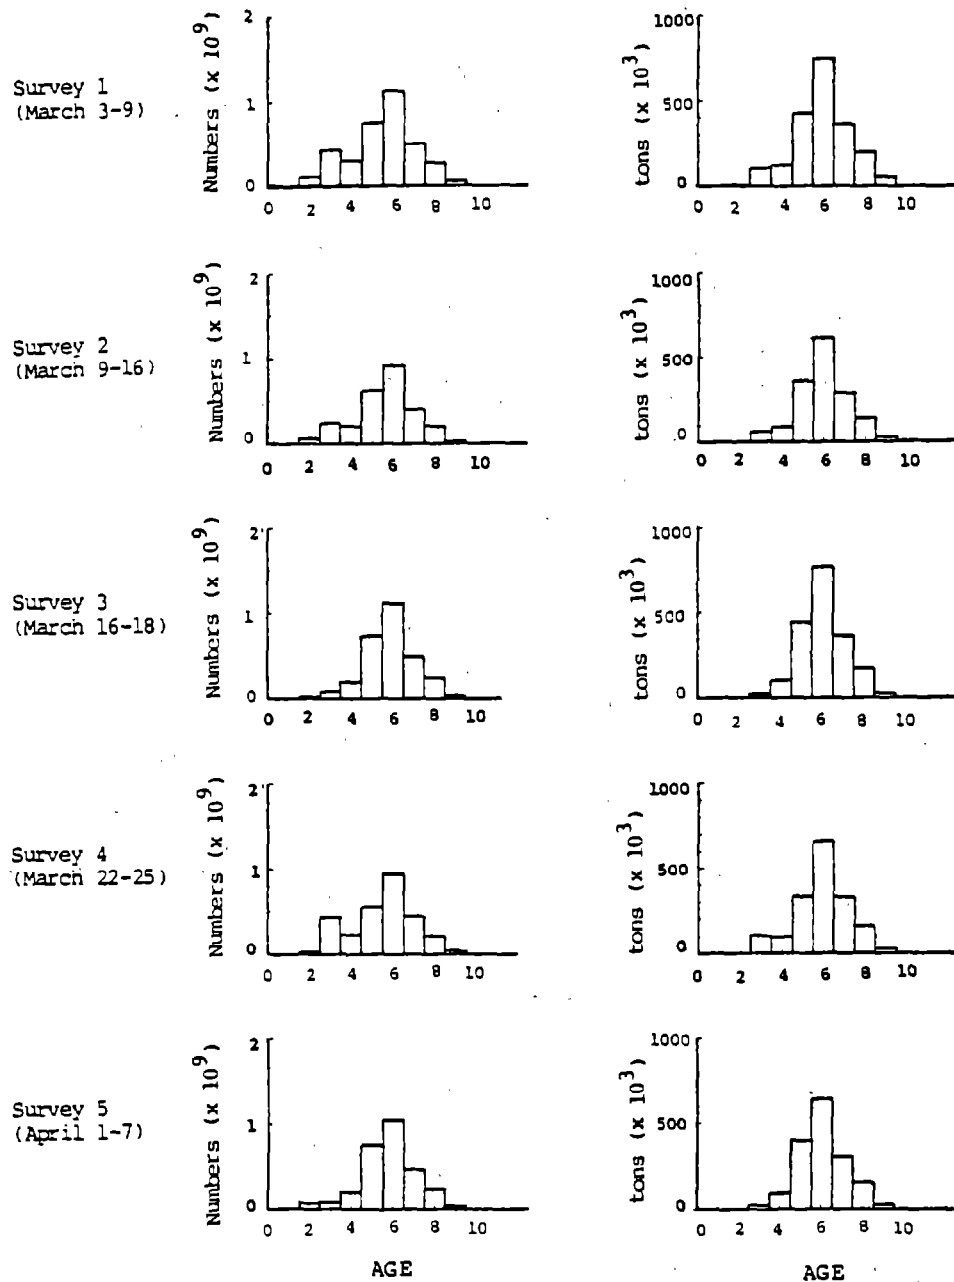 Survey 1
(March 3-9)
Numbers (x 10^9)
2
1
0
0 2 4 6 8 10
tons (x 10^3)
1000
500
0
0 2 4 6 8 10
Survey 2
(March 9-16)
Numbers (x 10^9)
2
1
0
0 2 4 6 8 10
tons (x 10^3)
1000
500
0
0 2 4 6 8 10
Survey 3
(March 16-18)
Numbers (x 10^9)
2
1
0
0 2 4 6 8 10
tons (x 10^3)
1000
500
0
0 2 4 6 8 10
Survey 4
(March 22-25)
Numbers (x 10^9)
2
1
0
0 2 4 6 8 10
tons (x 10^3)
1000
500
0
0 2 4 6 8 10
Survey 5
(April 1-7)
Numbers (x 10^9)
2
1
0
0 2 4 6 8 10
AGE
tons (x 10^3)
1000
500
0
0 2 4 6 8 10
AGE